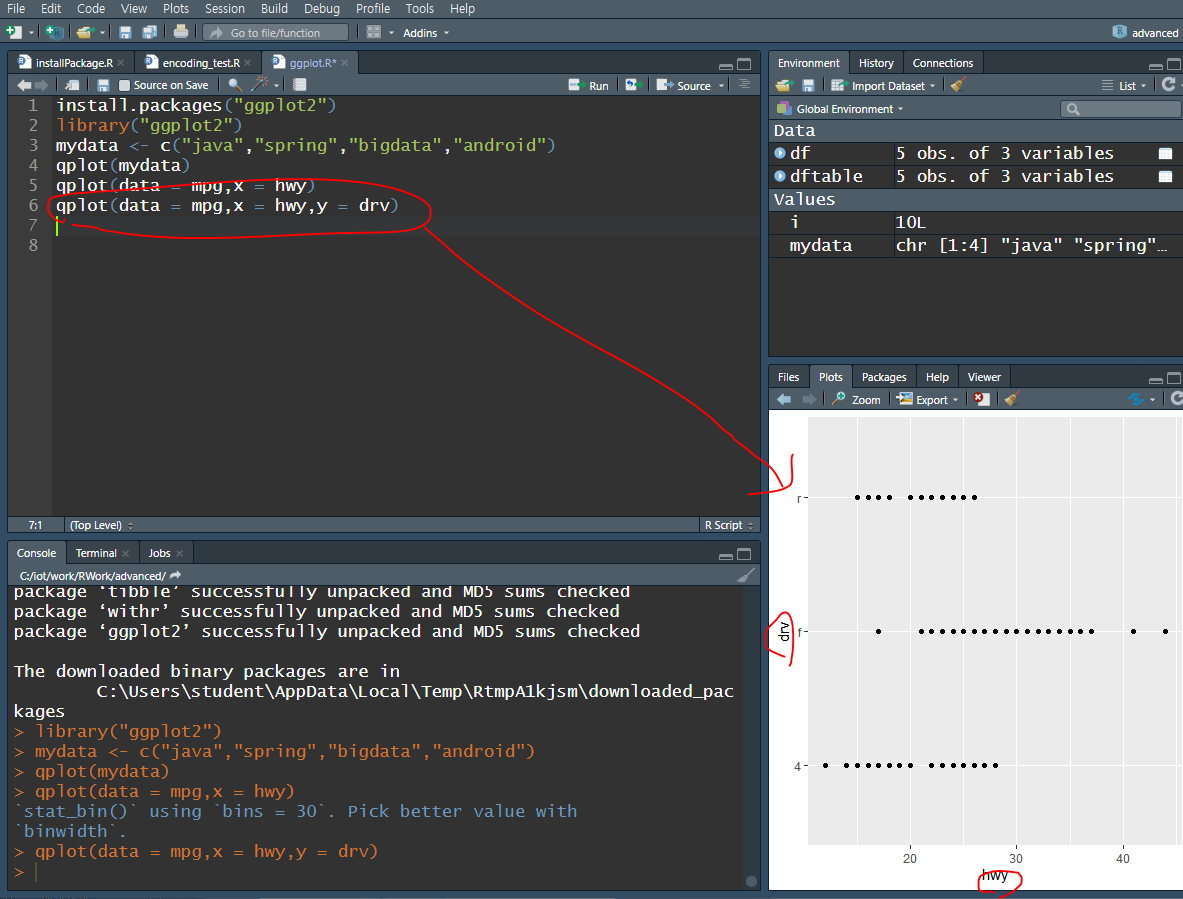 File Edit Code View Plots Session Build Debug Profile Tools Help
Go to file/function Addins advanced
installPackage.R encoding_test.R ggplot.R*
Source on Save Run Source
1 install.packages("ggplot2")
2 library("ggplot2")
3 mydata <- c("java","spring","bigdata","android")
4 qplot(mydata)
5 qplot(data = mpg,x = hwy)
6 qplot(data = mpg,x = hwy,y = drv)
7
8
7:1 (Top Level) R Script
Console Terminal Jobs
C:/iot/work/RWork/advanced/
package ‘tibble’ successfully unpacked and MD5 sums checked
package ‘withr’ successfully unpacked and MD5 sums checked
package ‘ggplot2’ successfully unpacked and MD5 sums checked
The downloaded binary packages are in
C:\Users\student\AppData\Local\Temp\RtmpA1kjsm\downloaded_pac
kages
> library("ggplot2")
> mydata <- c("java","spring","bigdata","android")
> qplot(mydata)
> qplot(data = mpg,x = hwy)
`stat_bin()` using `bins = 30`. Pick better value with
`binwidth`.
> qplot(data = mpg,x = hwy,y = drv)
>
Environment History Connections
Import Dataset List
Global Environment
Data
df 5 obs. of 3 variables
dftable 5 obs. of 3 variables
Values
i 10L
mydata chr [1:4] "java" "spring"…
Files Plots Packages Help Viewer
Zoom Export
r
drv
f
4
20 30 40
hwy